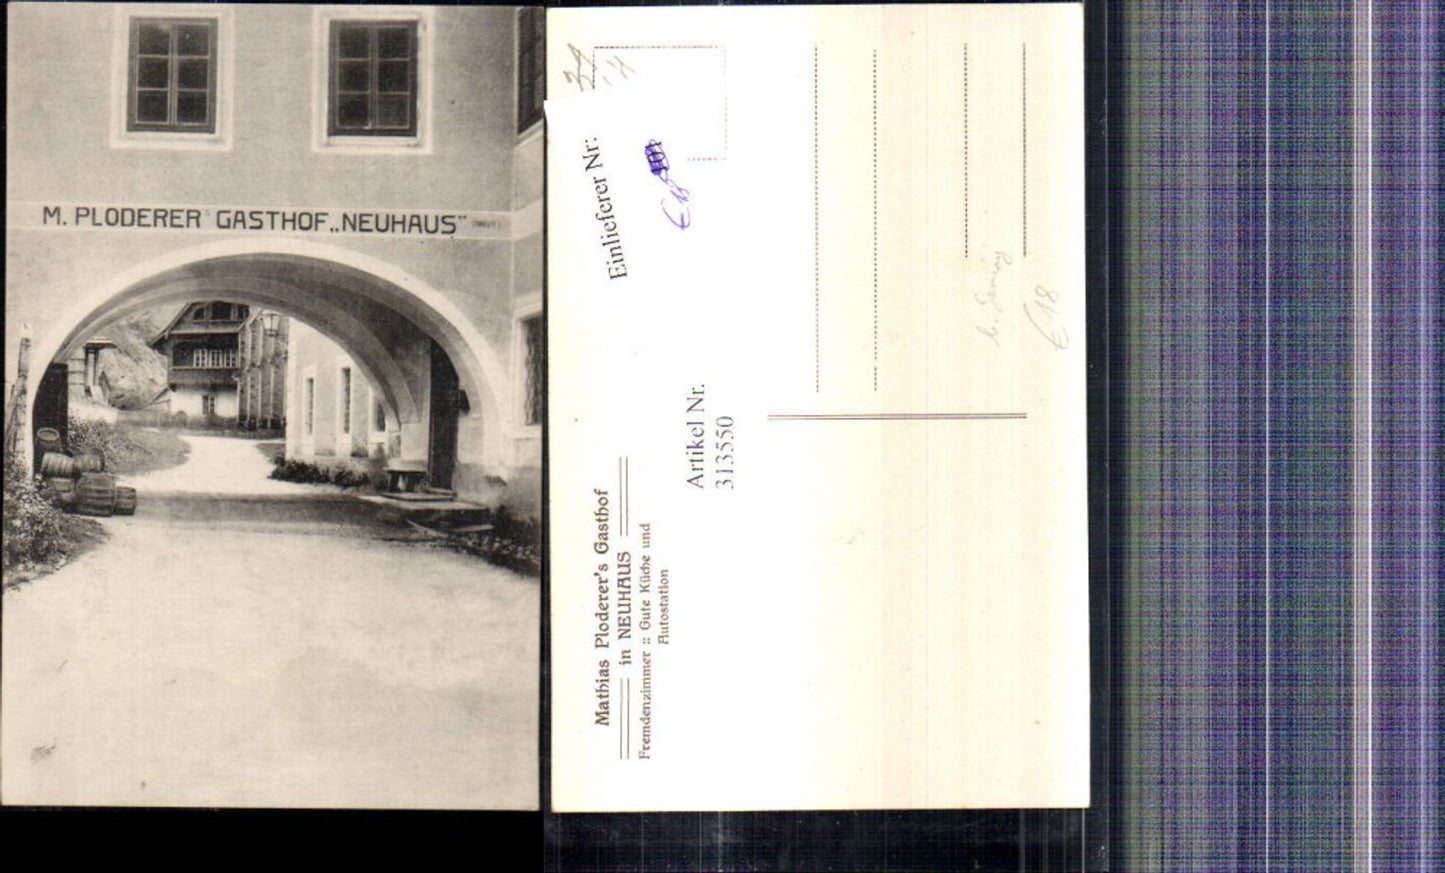 M. PLODERER'S GASTHOF „NEUHAUS"
Mathias Ploderer's Gasthof
in NEUHAUS
Fremdenzimmer :: Gute Küche und
Autostation
Einlieferer Nr:
Artikel Nr.
313550
€ 18